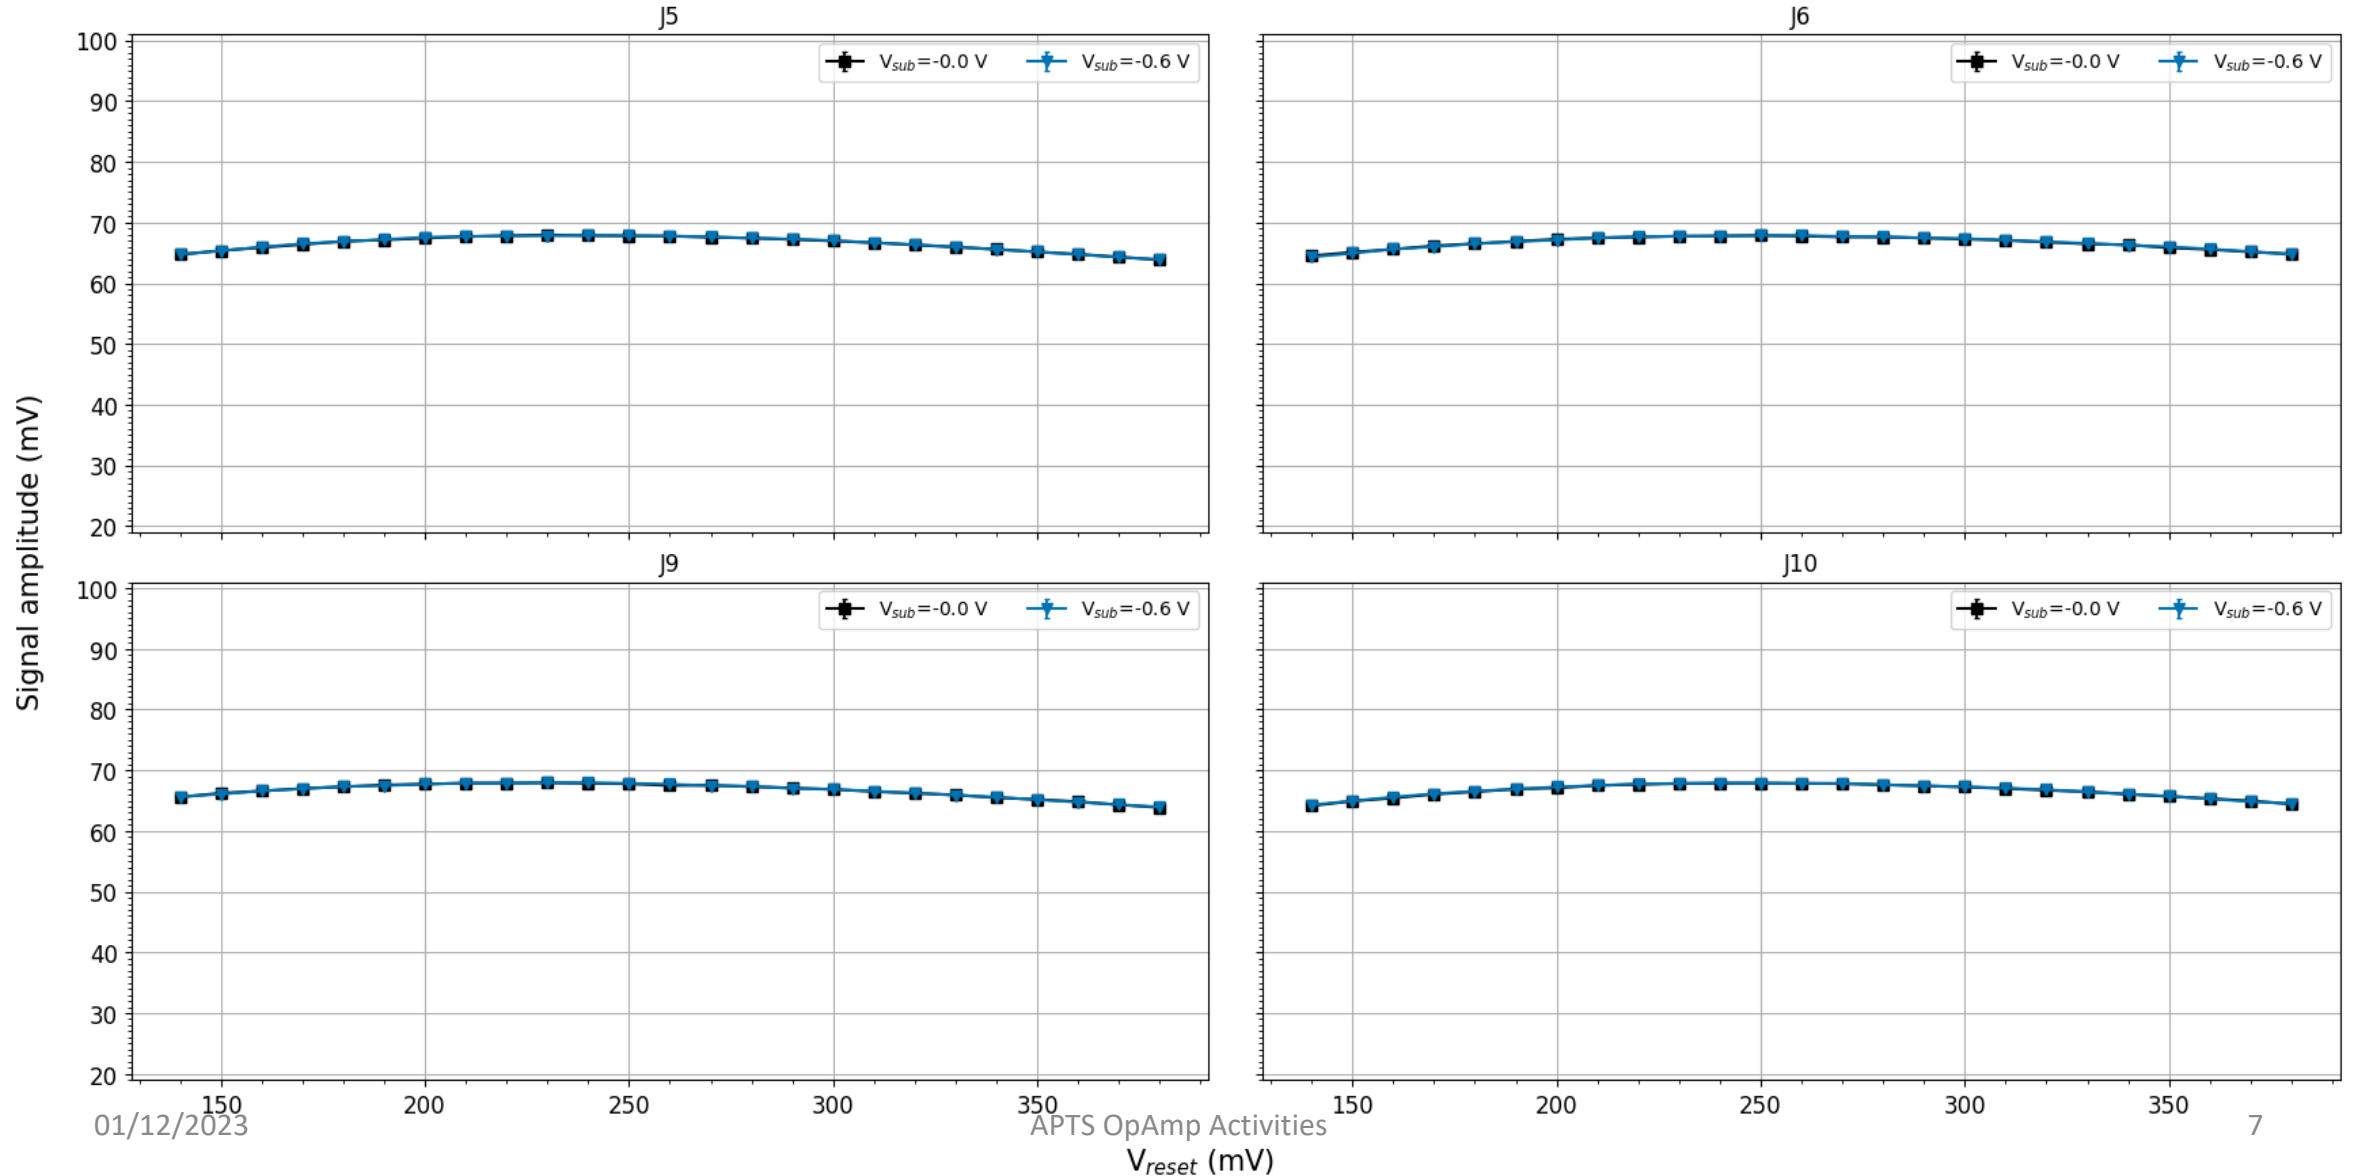 J5
J6
100
90
80
70
60
50
40
30
20
V_sub=-0.0 V
V_sub=-0.6 V
V_sub=-0.0 V
V_sub=-0.6 V
Signal amplitude (mV)
J9
J10
100
90
80
70
60
50
40
30
20
V_sub=-0.0 V
V_sub=-0.6 V
V_sub=-0.0 V
V_sub=-0.6 V
150 200 250 300 350
150 200 250 300 350
01/12/2023
APTS OpAmp Activities
7
V_reset (mV)